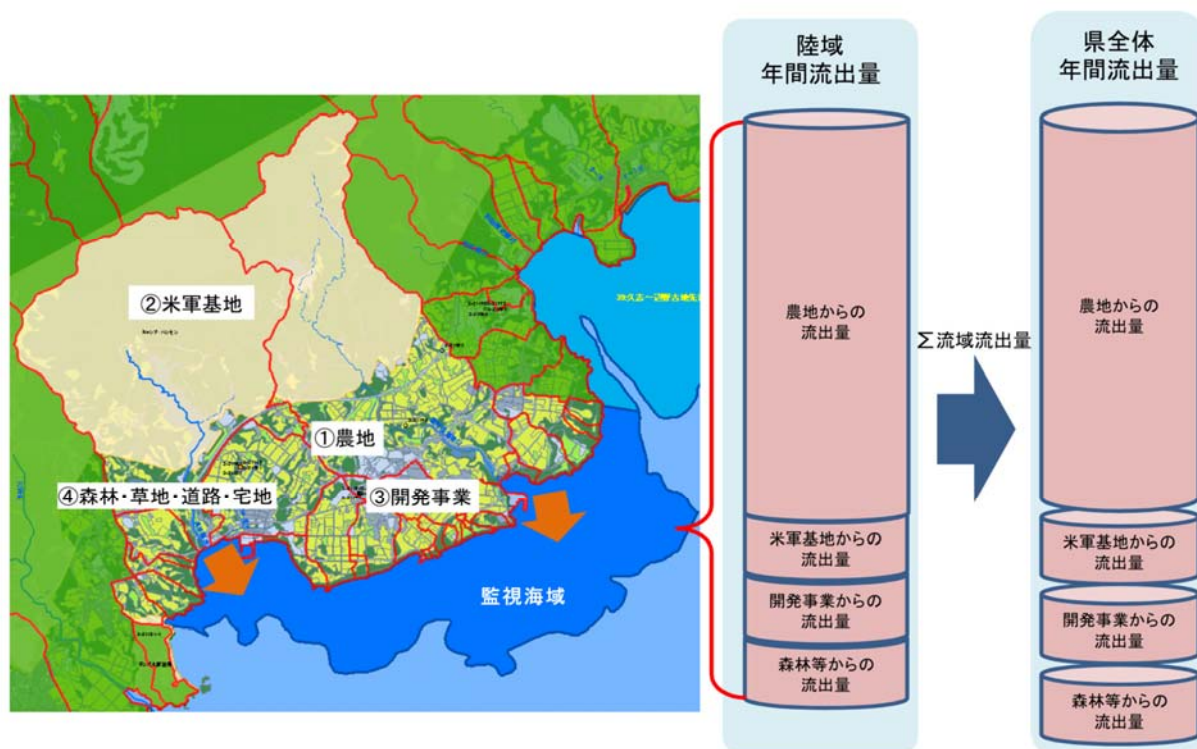 ②米軍基地
①農地
④森林・草地・道路・宅地
③開発事業
監視海域
陸域
年間流出量
農地からの
流出量
米軍基地からの
流出量
開発事業からの
流出量
森林等からの
流出量
Σ流域流出量
県全体
年間流出量
農地からの
流出量
米軍基地からの
流出量
開発事業からの
流出量
森林等からの
流出量